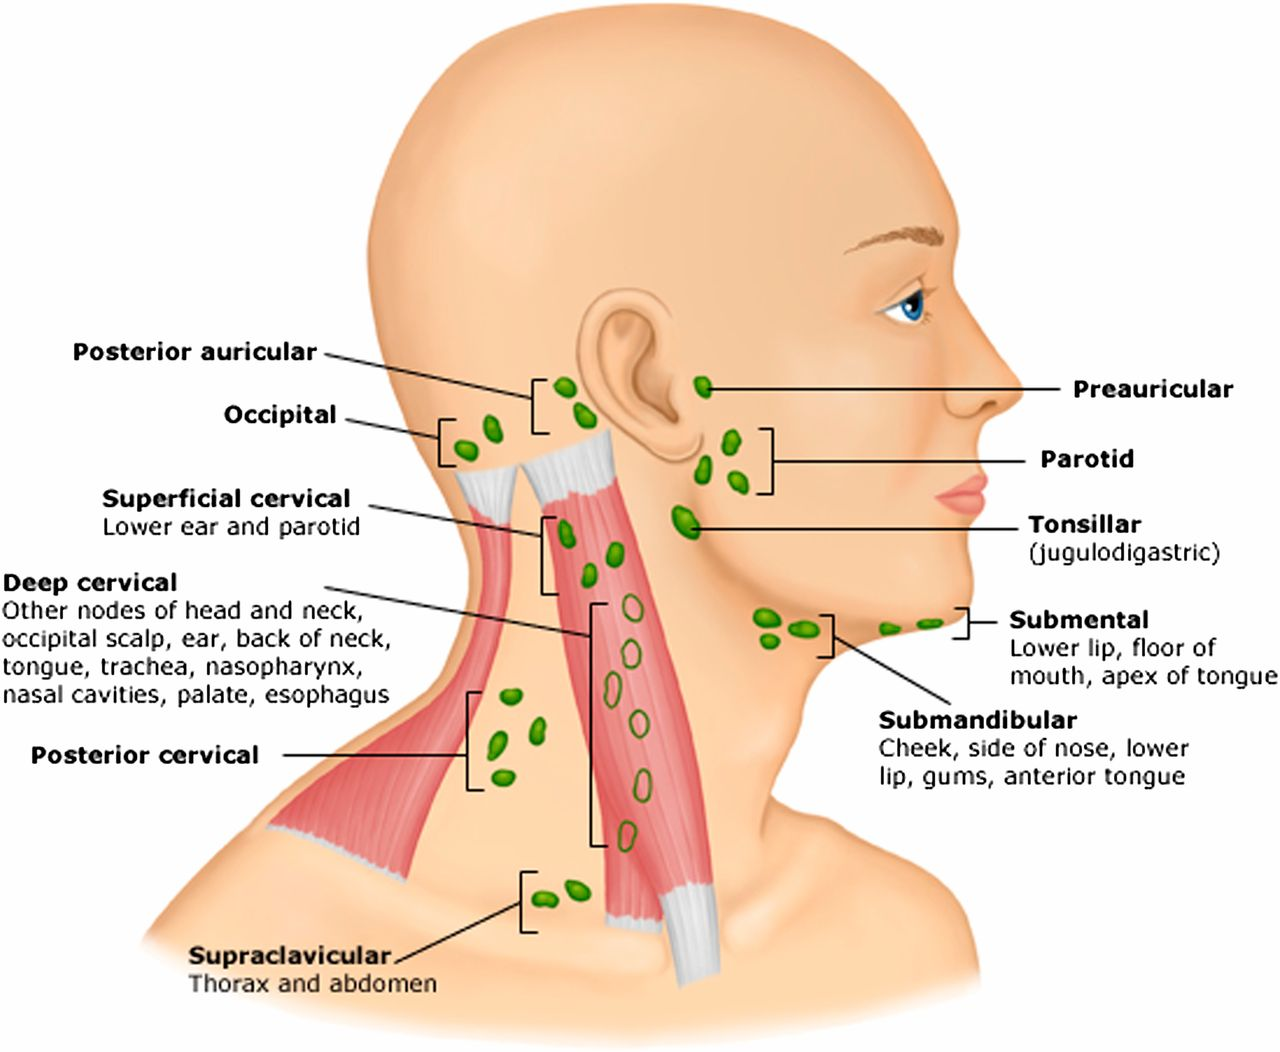 Posterior auricular
Occipital
Superficial cervical
Lower ear and parotid
Deep cervical
Other nodes of head and neck,
occipital scalp, ear, back of neck,
tongue, trachea, nasopharynx,
nasal cavities, palate, esophagus
Posterior cervical
Supraclavicular
Thorax and abdomen
Preauricular
Parotid
Tonsillar
(jugulodigastric)
Submental
Lower lip, floor of
mouth, apex of tongue
Submandibular
Cheek, side of nose, lower
lip, gums, anterior tongue